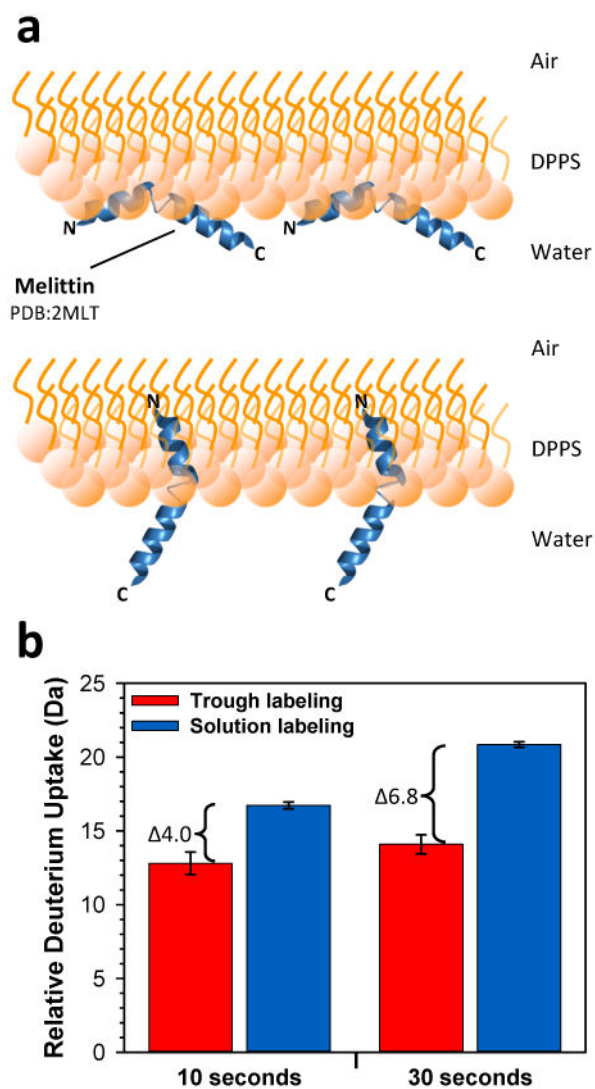 a
Air
DPPS
N
C
N
C
Water
Melittin
PDB:2MLT
Air
N
N
DPPS
Water
C
C
b
Relative Deuterium Uptake (Da)
25
20
15
10
5
0
Trough labeling
Solution labeling
Δ4.0
Δ6.8
10 seconds
30 seconds